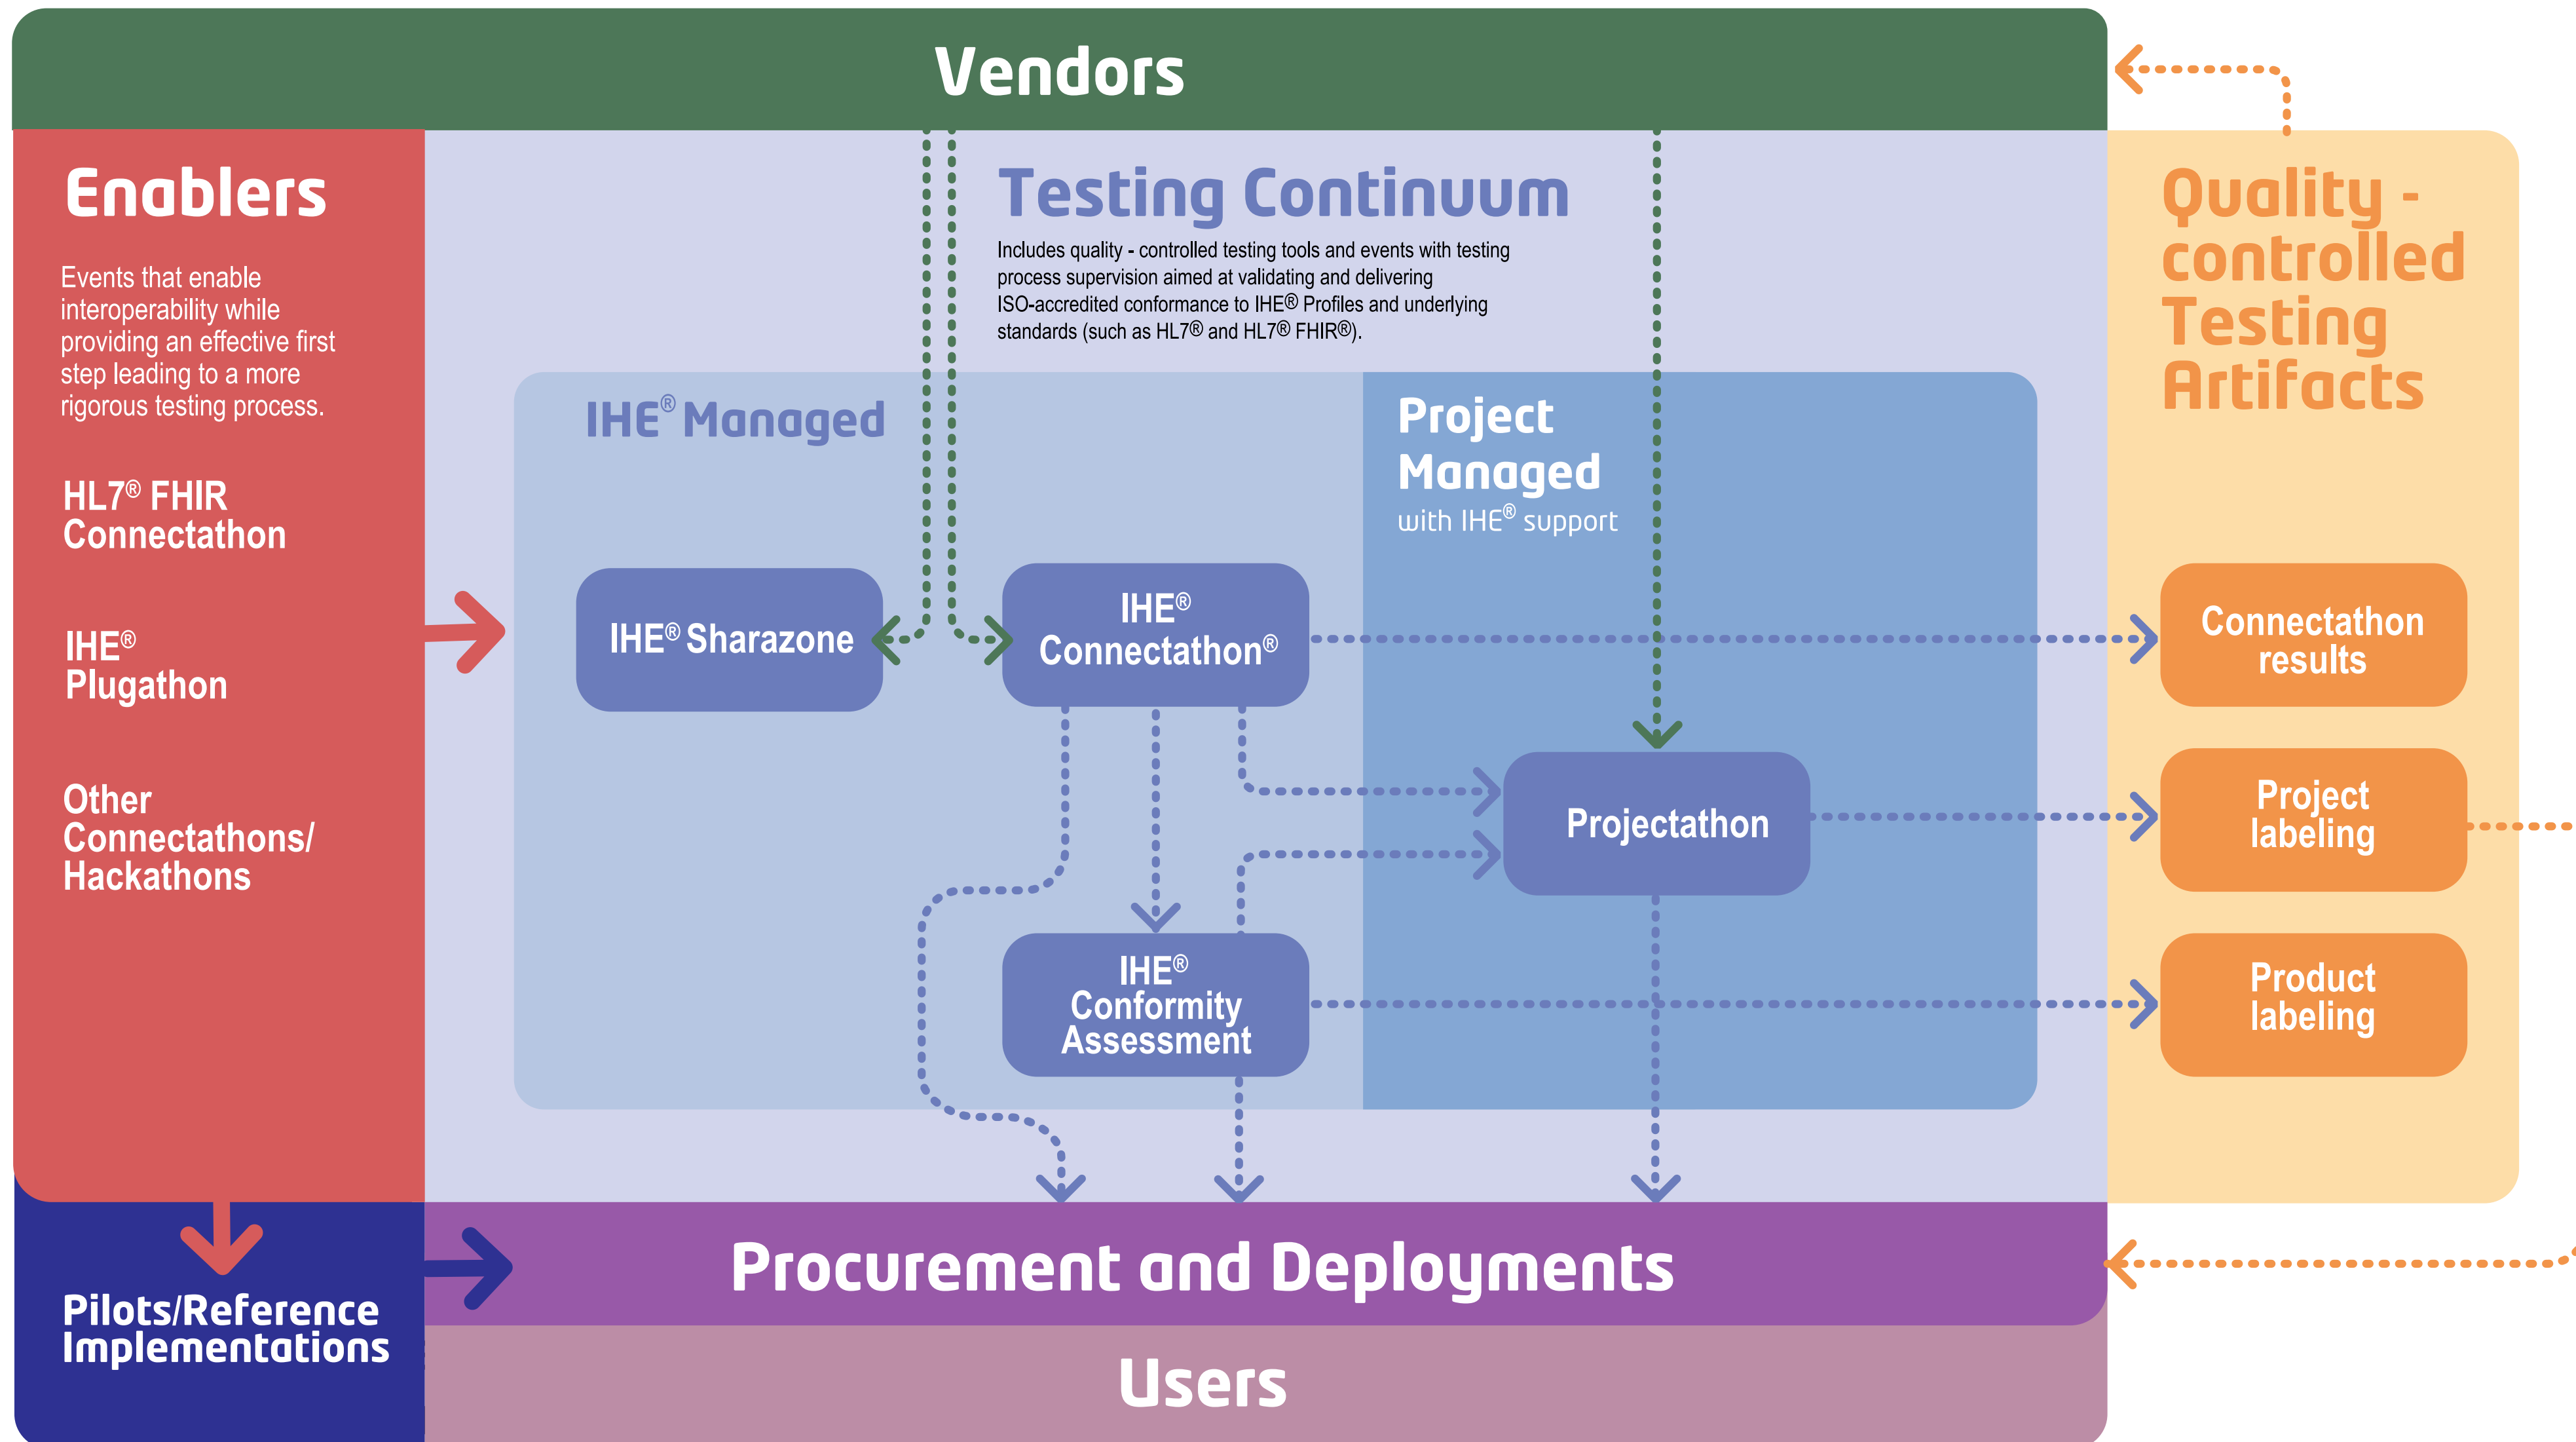 Vendors
Enablers
Events that enable
interoperability while
providing an effective first
step leading to a more
rigorous testing process.
HL7® FHIR
Connectathon
IHE®
Plugathon
Other
Connectathons/
Hackathons
Testing Continuum
Includes quality - controlled testing tools and events with testing
process supervision aimed at validating and delivering
ISO-accredited conformance to IHE® Profiles and underlying
standards (such as HL7® and HL7® FHIR®).
IHE® Managed
IHE® Sharazone
IHE®
Connectathon®
IHE®
Conformity
Assessment
Project
Managed
with IHE® support
Projectathon
Quality -
controlled
Testing
Artifacts
Connectathon
results
Project
labeling
Product
labeling
Pilots/Reference
Implementations
Procurement and Deployments
Users